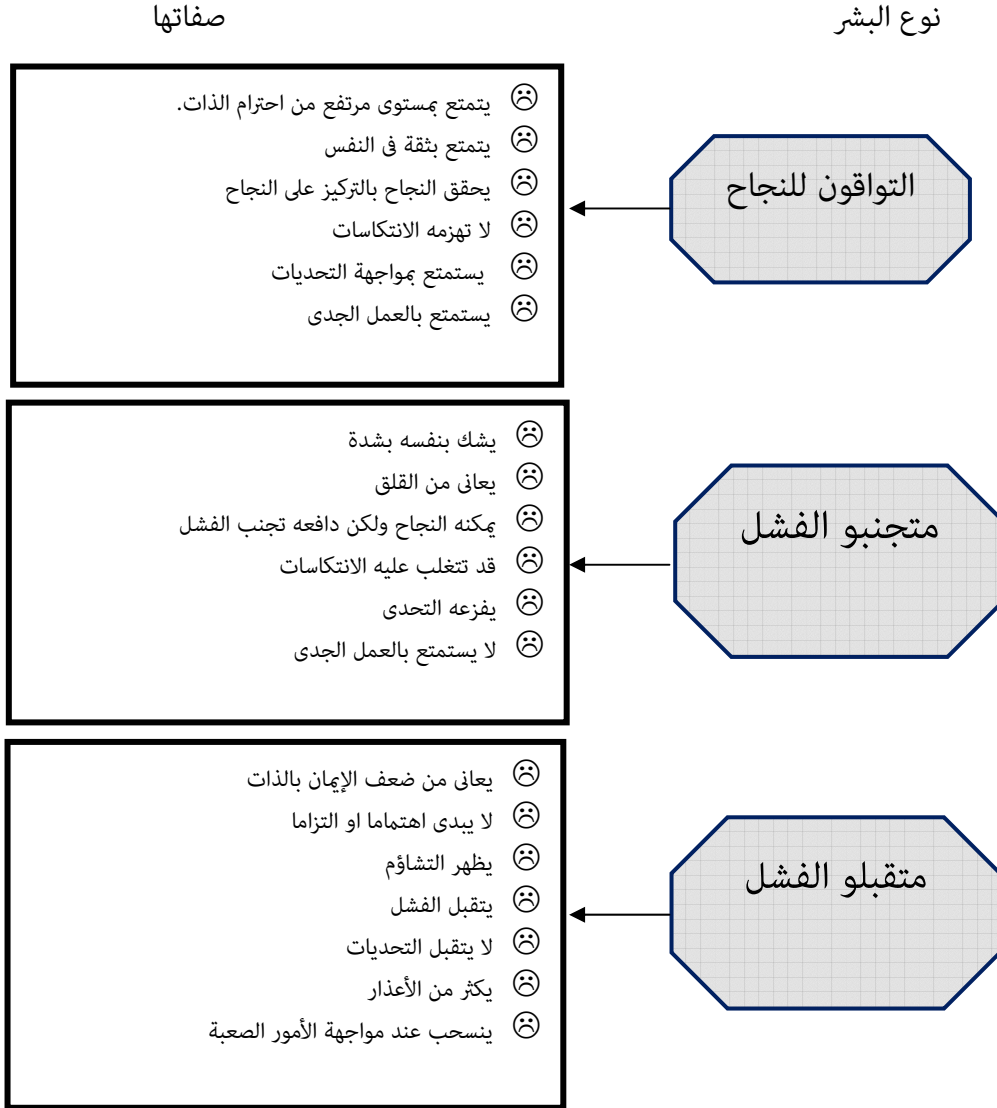 نوع البشر
صفاتها
التواقون للنجاح
يتمتع بمستوى مرتفع من احترام الذات.
يتمتع بثقة فى النفس
يحقق النجاح بالتركيز على النجاح
لا تهزمه الانتكاسات
يستمتع بمواجهة التحديات
يستمتع بالعمل الجدى
متجنبو الفشل
يشك بنفسه بشدة
يعانى من القلق
يمكنه النجاح ولكن دافعه تجنب الفشل
قد تتغلب عليه الانتكاسات
يفزعه التحدى
لا يستمتع بالعمل الجدى
متقبلو الفشل
يعانى من ضعف الإيمان بالذات
لا يبدى اهتماما او التزاما
يظهر التشاؤم
يتقبل الفشل
لا يتقبل التحديات
يكثر من الأعذار
ينسحب عند مواجهة الأمور الصعبة